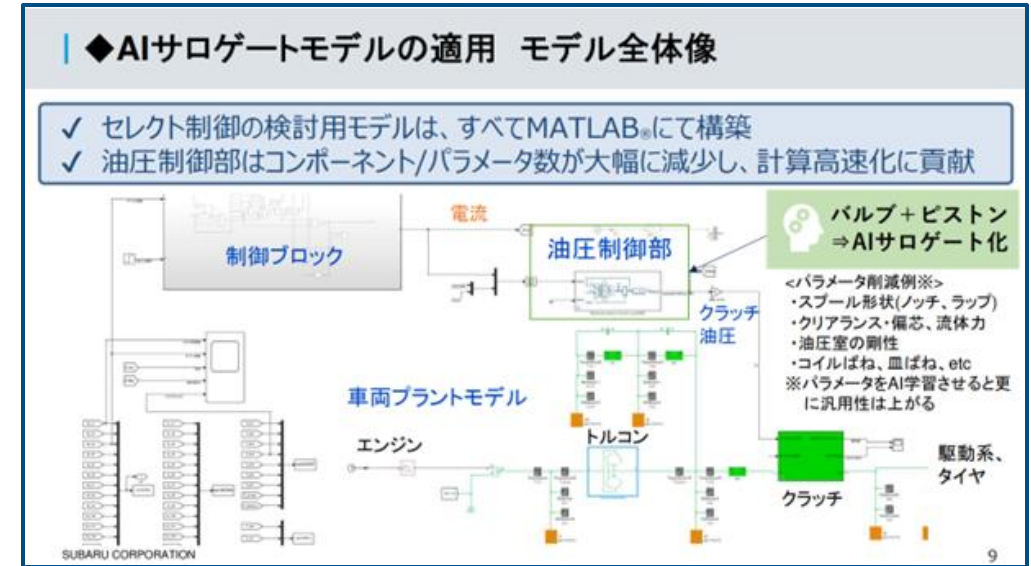 ◆AIサロゲートモデルの適用 モデル全体像
✓ セレクト制御の検討用モデルは、すべてMATLAB®にて構築
✓ 油圧制御部はコンポーネント/パラメータ数が大幅に減少し、計算高速化に貢献
電流
制御ブロック
油圧制御部
バルブ+ピストン
⇒AIサロゲート化
クラッチ
油圧
<パラメータ削減例※>
・スプール形状(ノッチ、ラップ)
・クリアランス・偏芯、流体力
・油圧室の剛性
・コイルばね、皿ばね、etc
※パラメータをAI学習させると更
に汎用性は上がる
車両プラントモデル
エンジン
トルコン
クラッチ
駆動系、
タイヤ
SUBARU CORPORATION
9